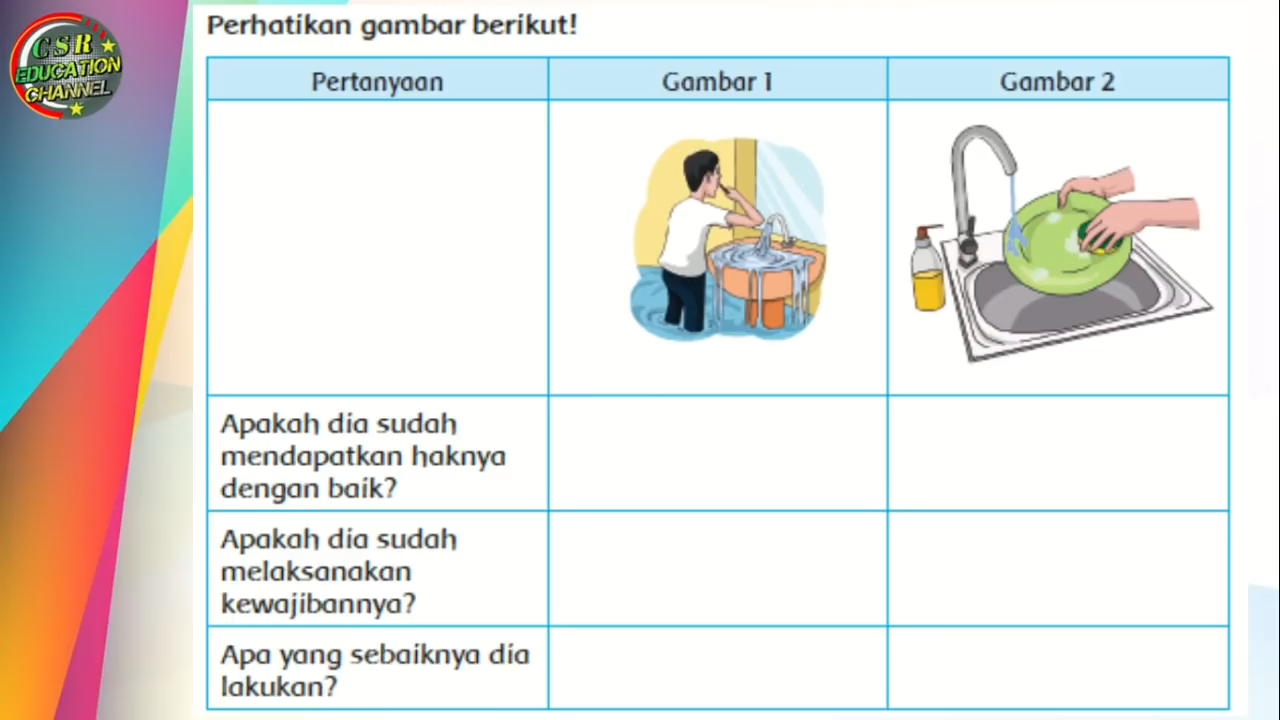 CSR
EDUCATION
CHANNEL
Perhatikan gambar berikut!
Pertanyaan
Gambar 1
Gambar 2
Apakah dia sudah
mendapatkan haknya
dengan baik?
Apakah dia sudah
melaksanakan
kewajibannya?
Apa yang sebaiknya dia
lakukan?